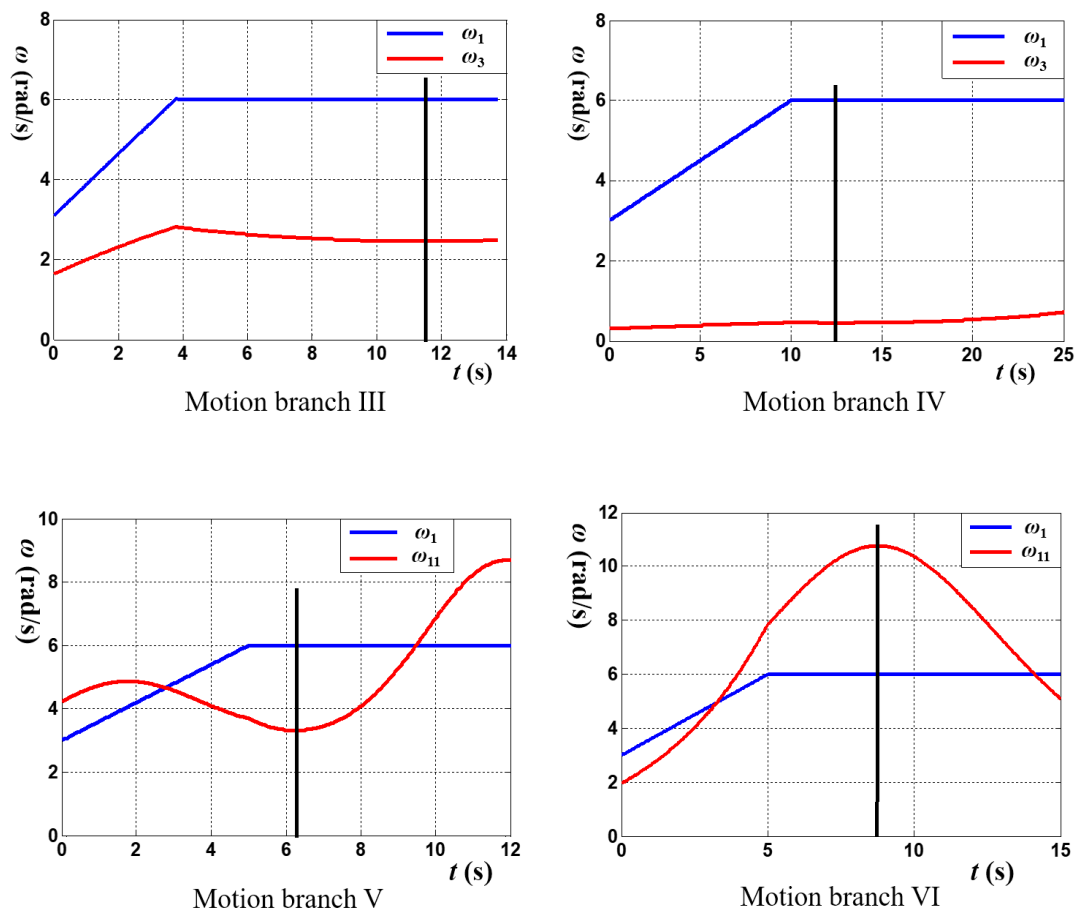 8
6
4
2
0
ω (rad/s)
ω1
ω3
0 2 4 6 8 10 12 14
t (s)
Motion branch III
8
6
4
2
0
ω (rad/s)
ω1
ω3
0 5 10 15 20 25
t (s)
Motion branch IV
10
8
6
4
2
0
ω (rad/s)
ω1
ω11
0 2 4 6 8 10 12
t (s)
Motion branch V
12
10
8
6
4
2
0
ω (rad/s)
ω1
ω11
0 5 10 15
t (s)
Motion branch VI